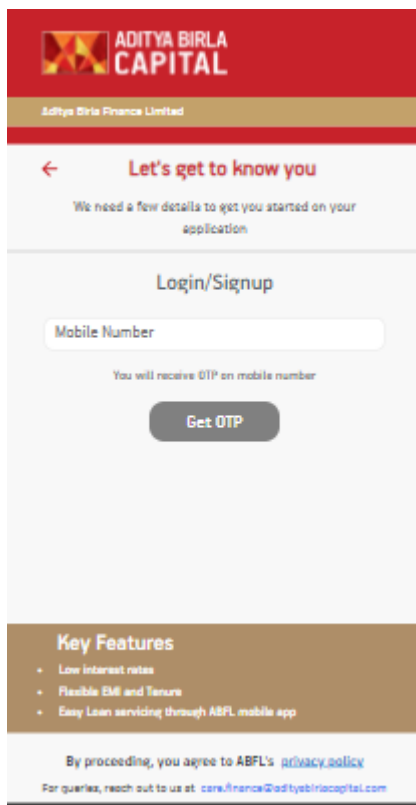 ADITYA BIRLA
CAPITAL
Aditya Birla Finance Limited
Let's get to know you
We need a few details to get you started on your
application
Login/Signup
Mobile Number
You will receive OTP on mobile number
Get OTP
Key Features
• Low interest rates
• Flexible EMI and Tenure
• Easy Loan servicing through ABFL mobile app
By proceeding, you agree to ABFL's privacy policy
For queries, reach out to us at care.finance@adityabirlacapital.com